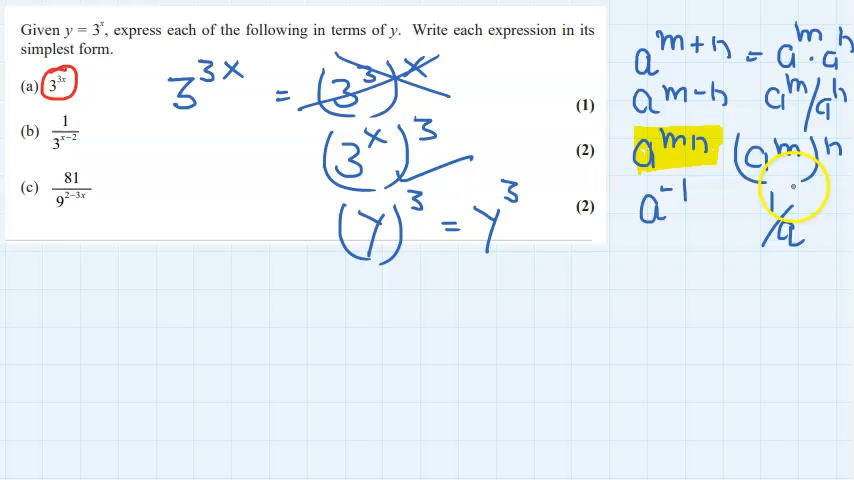 Given y = 3^x, express each of the following in terms of y. Write each expression in its
simplest form.
(a) 3^{3x}
(1)
(b) 1/3^{x−2}
(2)
(c) 81/9^{2−3x}
(2)
3^{3x} = (3^3)^x
(3^x)^3
(y)^3 = y^3
a^{m+n} = a^m · a^n
a^{m−n} a^m/a^n
a^{mn} (a^m)^n
a^{−1} 1/a